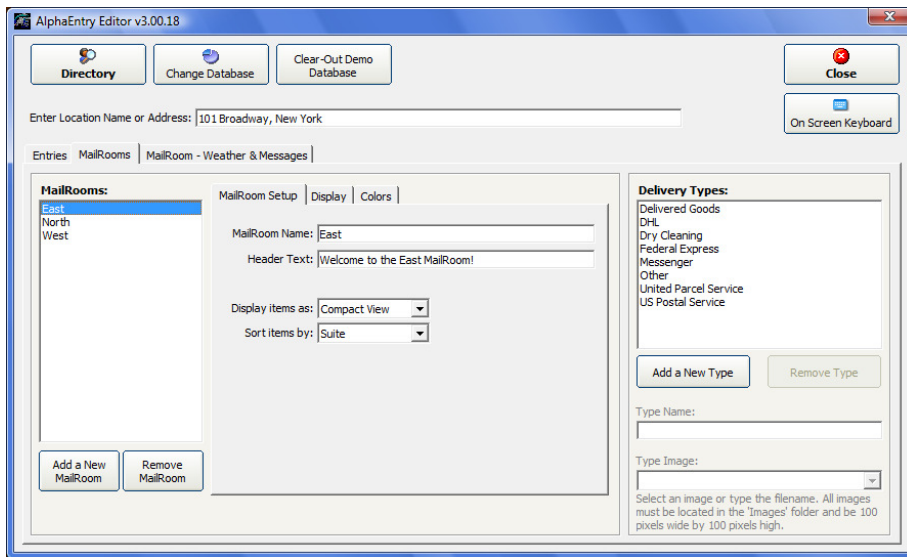 AlphaEntry Editor v3.00.18
Directory
Change Database
Clear-Out Demo
Database
Close
On Screen Keyboard
Enter Location Name or Address: 101 Broadway, New York
Entries MailRooms MailRoom - Weather & Messages
MailRooms:
East
North
West
Add a New
MailRoom
Remove
MailRoom
MailRoom Setup Display Colors
MailRoom Name: East
Header Text: Welcome to the East MailRoom!
Display items as: Compact View
Sort items by: Suite
Delivery Types:
Delivered Goods
DHL
Dry Cleaning
Federal Express
Messenger
Other
United Parcel Service
US Postal Service
Add a New Type
Remove Type
Type Name:
Type Image:
Select an image or type the filename. All images
must be located in the 'Images' folder and be 100
pixels wide by 100 pixels high.